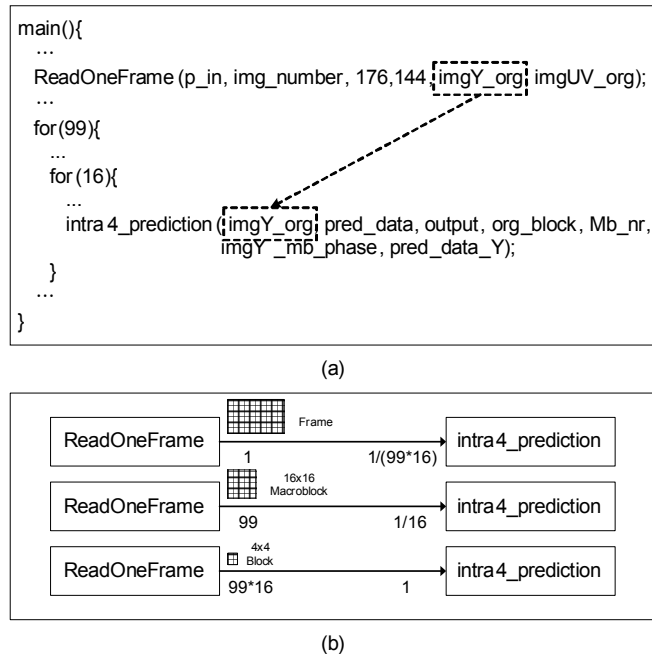 main(){
...
ReadOneFrame (p_in, img_number, 176,144, imgY_org imgUV_org);
...
for(99){
...
for (16){
...
intra4_prediction ( imgY_org pred_data, output, org_block, Mb_nr,
imgY _mb_phase, pred_data_Y);
}
...
}
(a)
ReadOneFrame
Frame
1
1/(99*16)
intra4_prediction
ReadOneFrame
16x16
Macroblock
99
1/16
intra4_prediction
ReadOneFrame
4x4
Block
99*16
1
intra4_prediction
(b)